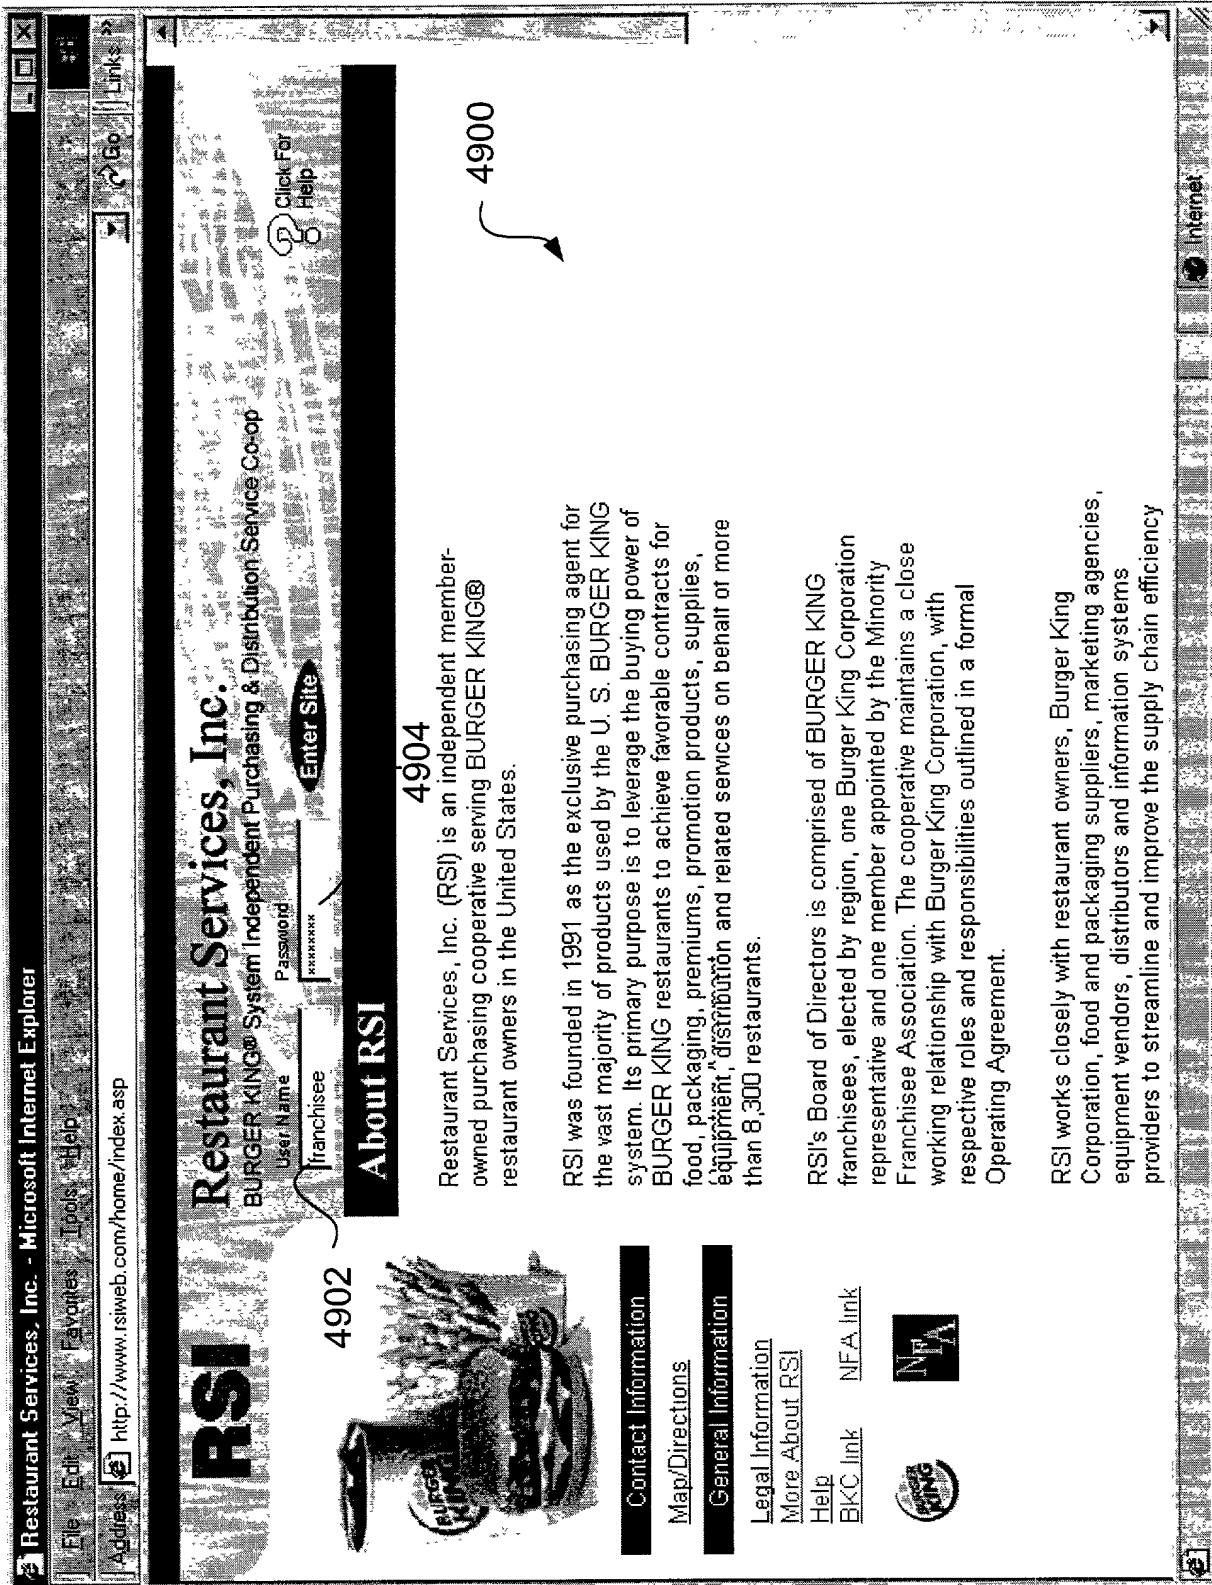 Restaurant Services, Inc. - Microsoft Internet Explorer
File Edit View Favorites Tools Help
Address http://www.rsiweb.com/home/index.asp Go Links »
RSI
Restaurant Services, Inc.
BURGER KING® System Independent Purchasing & Distribution Service Co-op
User Name Password
franchisee ×××××××× Enter Site
Click For
Help
About RSI
4902
4904
4900
BURGER
KING
Contact Information
Map/Directions
General Information
Legal Information
More About RSI
Help
BKC link NFA link
BURGER
KING
NFA
Restaurant Services, Inc. (RSI) is an independent member-
owned purchasing cooperative serving BURGER KING®
restaurant owners in the United States.
RSI was founded in 1991 as the exclusive purchasing agent for
the vast majority of products used by the U. S. BURGER KING
system. Its primary purpose is to leverage the buying power of
BURGER KING restaurants to achieve favorable contracts for
food, packaging, premiums, promotion products, supplies,
equipment, distribution and related services on behalf of more
than 8,300 restaurants.
RSI's Board of Directors is comprised of BURGER KING
franchisees, elected by region, one Burger King Corporation
representative and one member appointed by the Minority
Franchisee Association. The cooperative maintains a close
working relationship with Burger King Corporation, with
respective roles and responsibilities outlined in a formal
Operating Agreement.
RSI works closely with restaurant owners, Burger King
Corporation, food and packaging suppliers, marketing agencies,
equipment vendors, distributors and information systems
providers to streamline and improve the supply chain efficiency
Internet